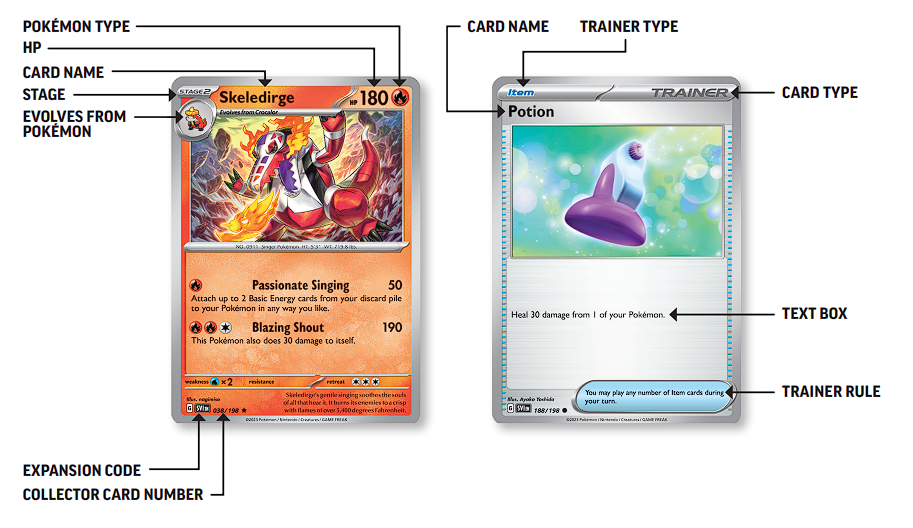 POKÉMON TYPE
HP
CARD NAME
STAGE
EVOLVES FROM
POKÉMON
EXPANSION CODE
COLLECTOR CARD NUMBER
STAGE2
Skeledirge
HP 180
Evolves from Crocalor
NO. 0911 Singer Pokémon HT: 5'3" WT: 719.8 lbs.
Passionate Singing 50
Attach up to 2 Basic Energy cards from your discard pile
to your Pokémon in any way you like.
Blazing Shout 190
This Pokémon also does 30 damage to itself.
weakness ×2 resistance retreat
Illus. nagimiso
Skeledirge's gentle singing soothes the souls
of all that hear it. It burns its enemies to a crisp
with flames of over 5,400 degrees Fahrenheit.
G SVI EN 038/198 ★
©2023 Pokémon / Nintendo / Creatures / GAME FREAK
CARD NAME
TRAINER TYPE
CARD TYPE
TEXT BOX
TRAINER RULE
Item TRAINER
Potion
Heal 30 damage from 1 of your Pokémon.
You may play any number of Item cards during
your turn.
Illus. Ayako Yoshida
G SVI EN 188/198 ●
©2023 Pokémon / Nintendo / Creatures / GAME FREAK